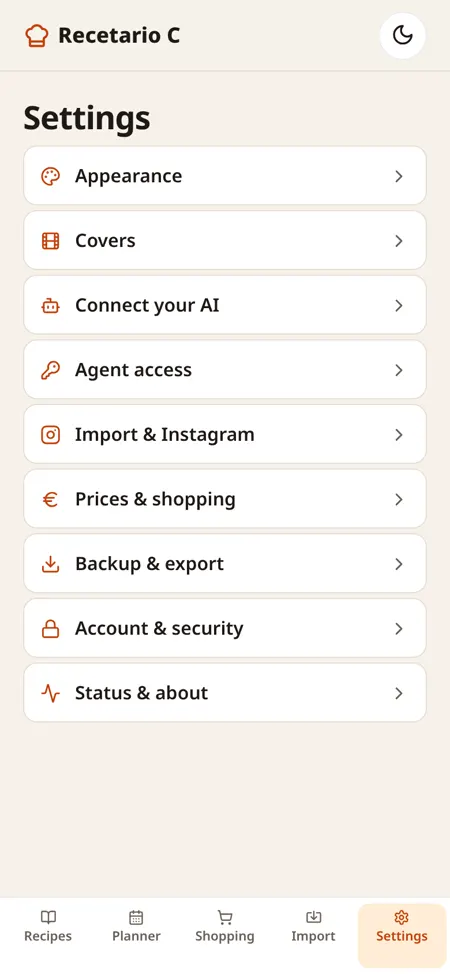 Recetario C
Settings
Appearance
Covers
Connect your AI
Agent access
Import & Instagram
Prices & shopping
Backup & export
Account & security
Status & about
Recipes
Planner
Shopping
Import
Settings